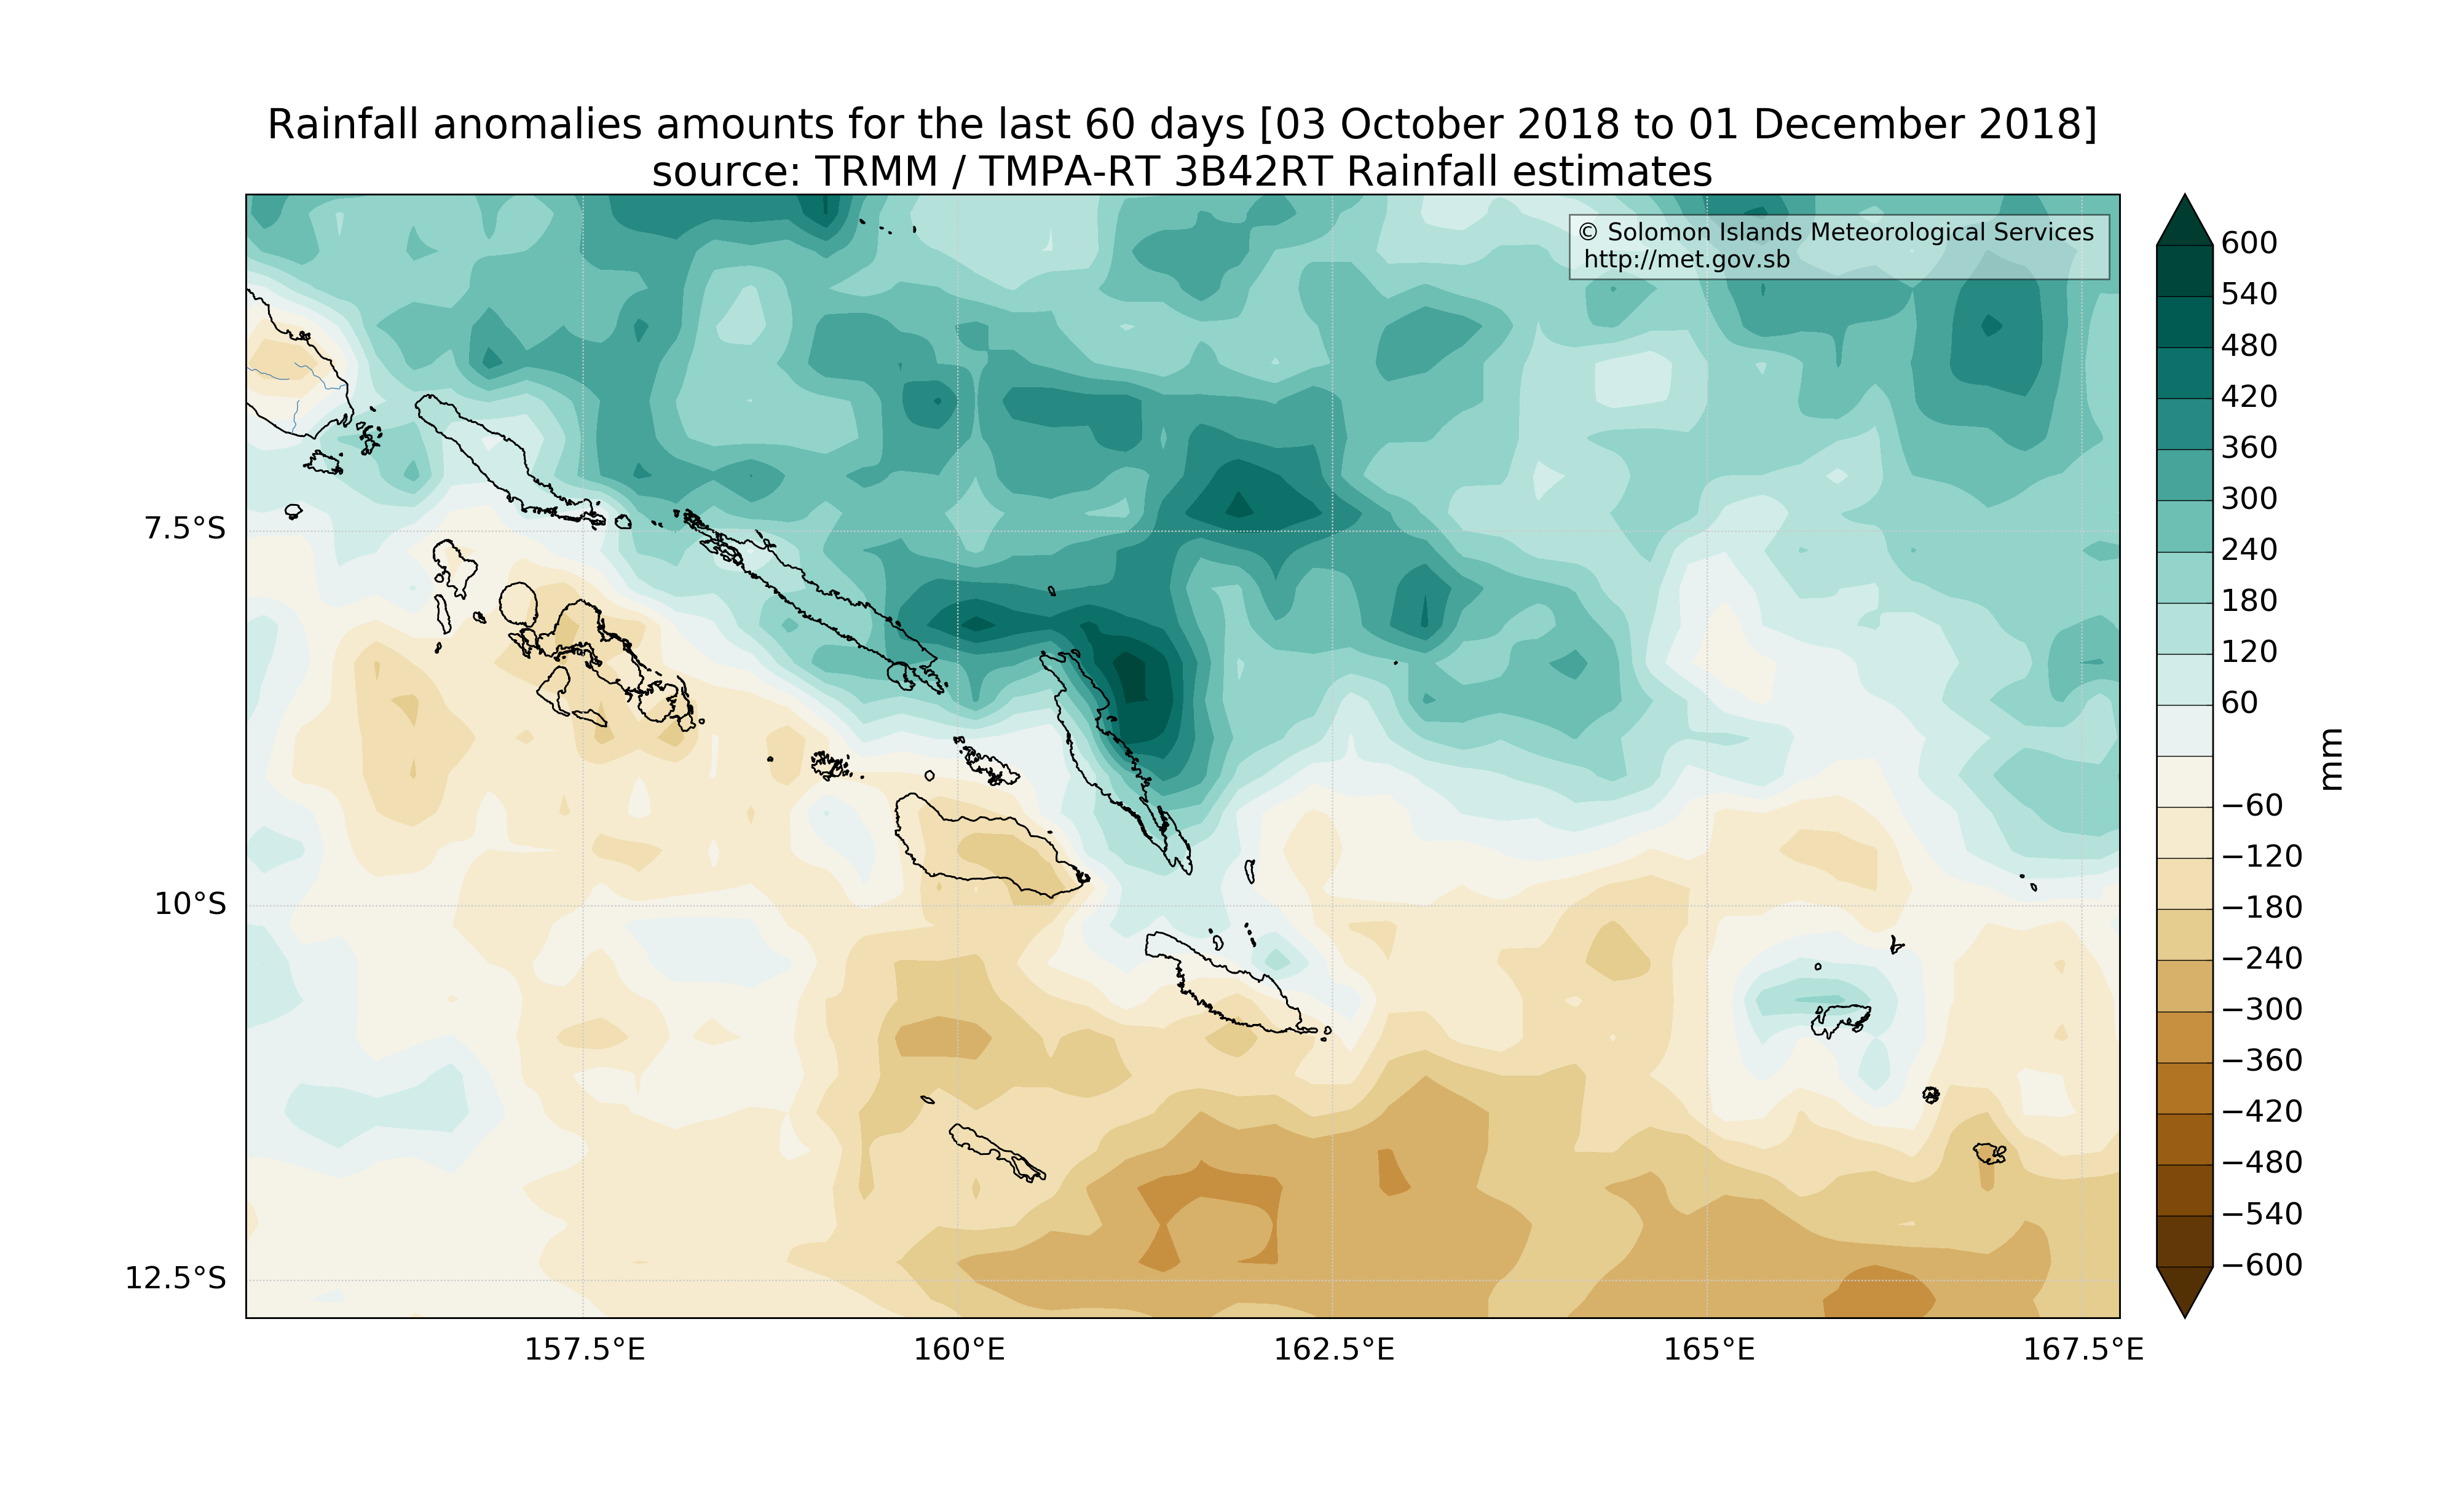 Rainfall anomalies amounts for the last 60 days [03 October 2018 to 01 December 2018]
source: TRMM / TMPA-RT 3B42RT Rainfall estimates
© Solomon Islands Meteorological Services
http://met.gov.sb
7.5°S
10°S
12.5°S
157.5°E
160°E
162.5°E
165°E
167.5°E
600
540
480
420
360
300
240
180
120
60
−60
−120
−180
−240
−300
−360
−420
−480
−540
−600
mm